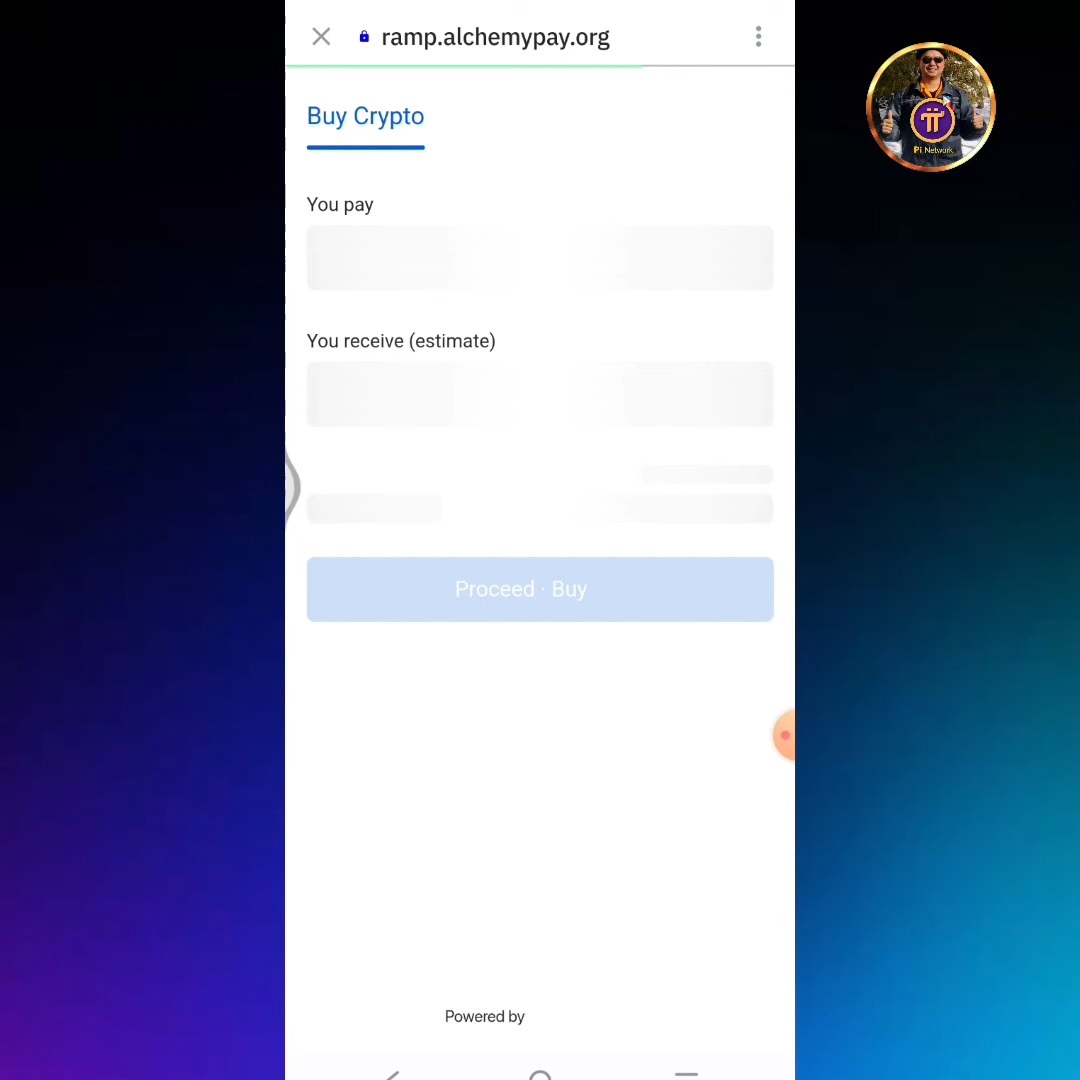 ramp.alchemypay.org
Buy Crypto
You pay
You receive (estimate)
Proceed · Buy
Powered by
Pi Network